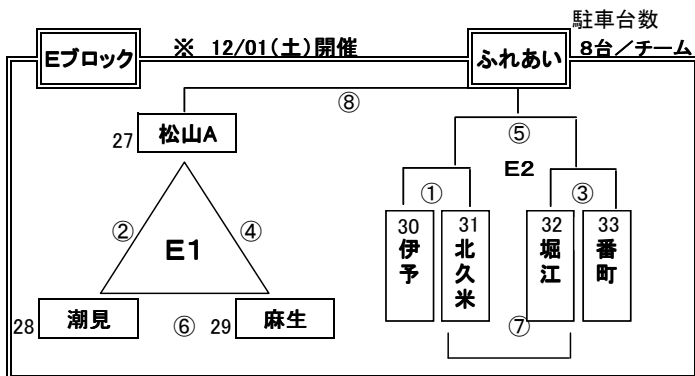 駐車台数
Eブロック ※ 12/01(土)開催 ふれあい 8台/チーム
⑧
27 松山A
⑤
E2
① ③
② E1 ④
30 伊予
31 北久米
32 堀江
33 番町
28 潮見 ⑥ 29 麻生
⑦